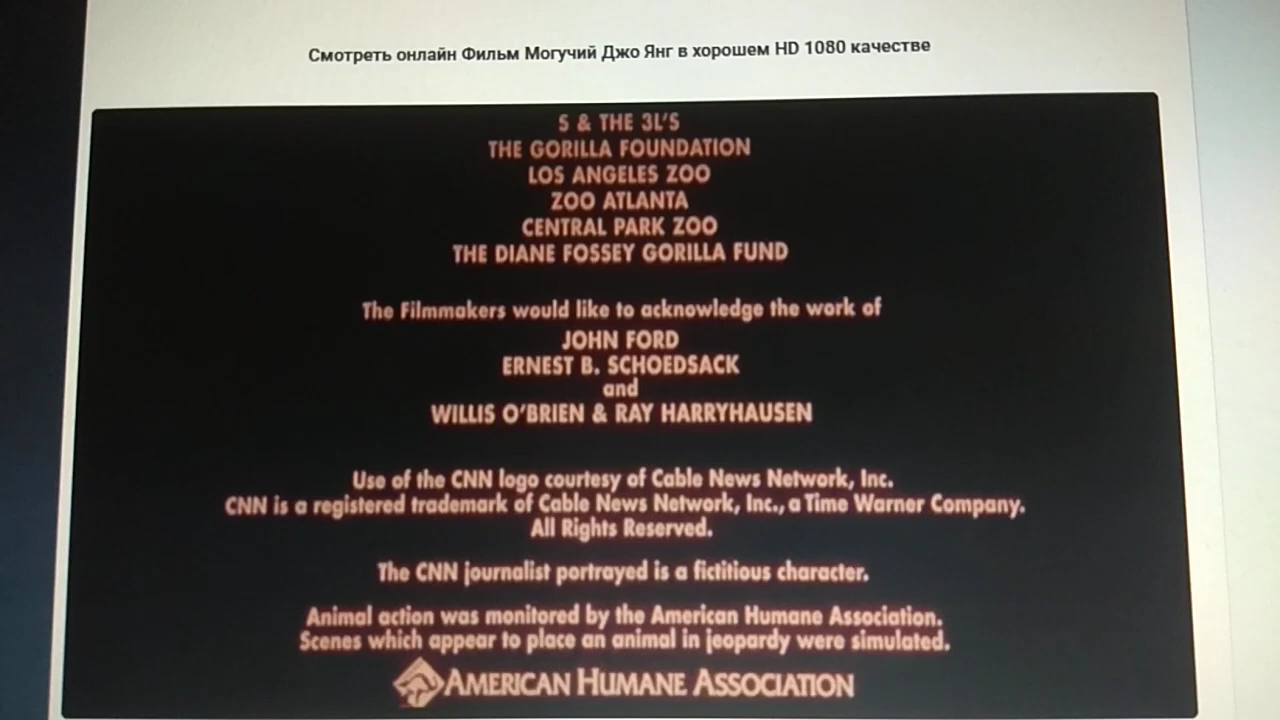 Смотреть онлайн Фильм Могучий Джо Янг в хорошем HD 1080 качестве
S & THE 3L'S
THE GORILLA FOUNDATION
LOS ANGELES ZOO
ZOO ATLANTA
CENTRAL PARK ZOO
THE DIANE FOSSEY GORILLA FUND
The Filmmakers would like to acknowledge the work of
JOHN FORD
ERNEST B. SCHOEDSACK
and
WILLIS O'BRIEN & RAY HARRYHAUSEN
Use of the CNN logo courtesy of Cable News Network, Inc.
CNN is a registered trademark of Cable News Network, Inc., a Time Warner Company.
All Rights Reserved.
The CNN journalist portrayed is a fictitious character.
Animal action was monitored by the American Humane Association.
Scenes which appear to place an animal in jeopardy were simulated.
AMERICAN HUMANE ASSOCIATION